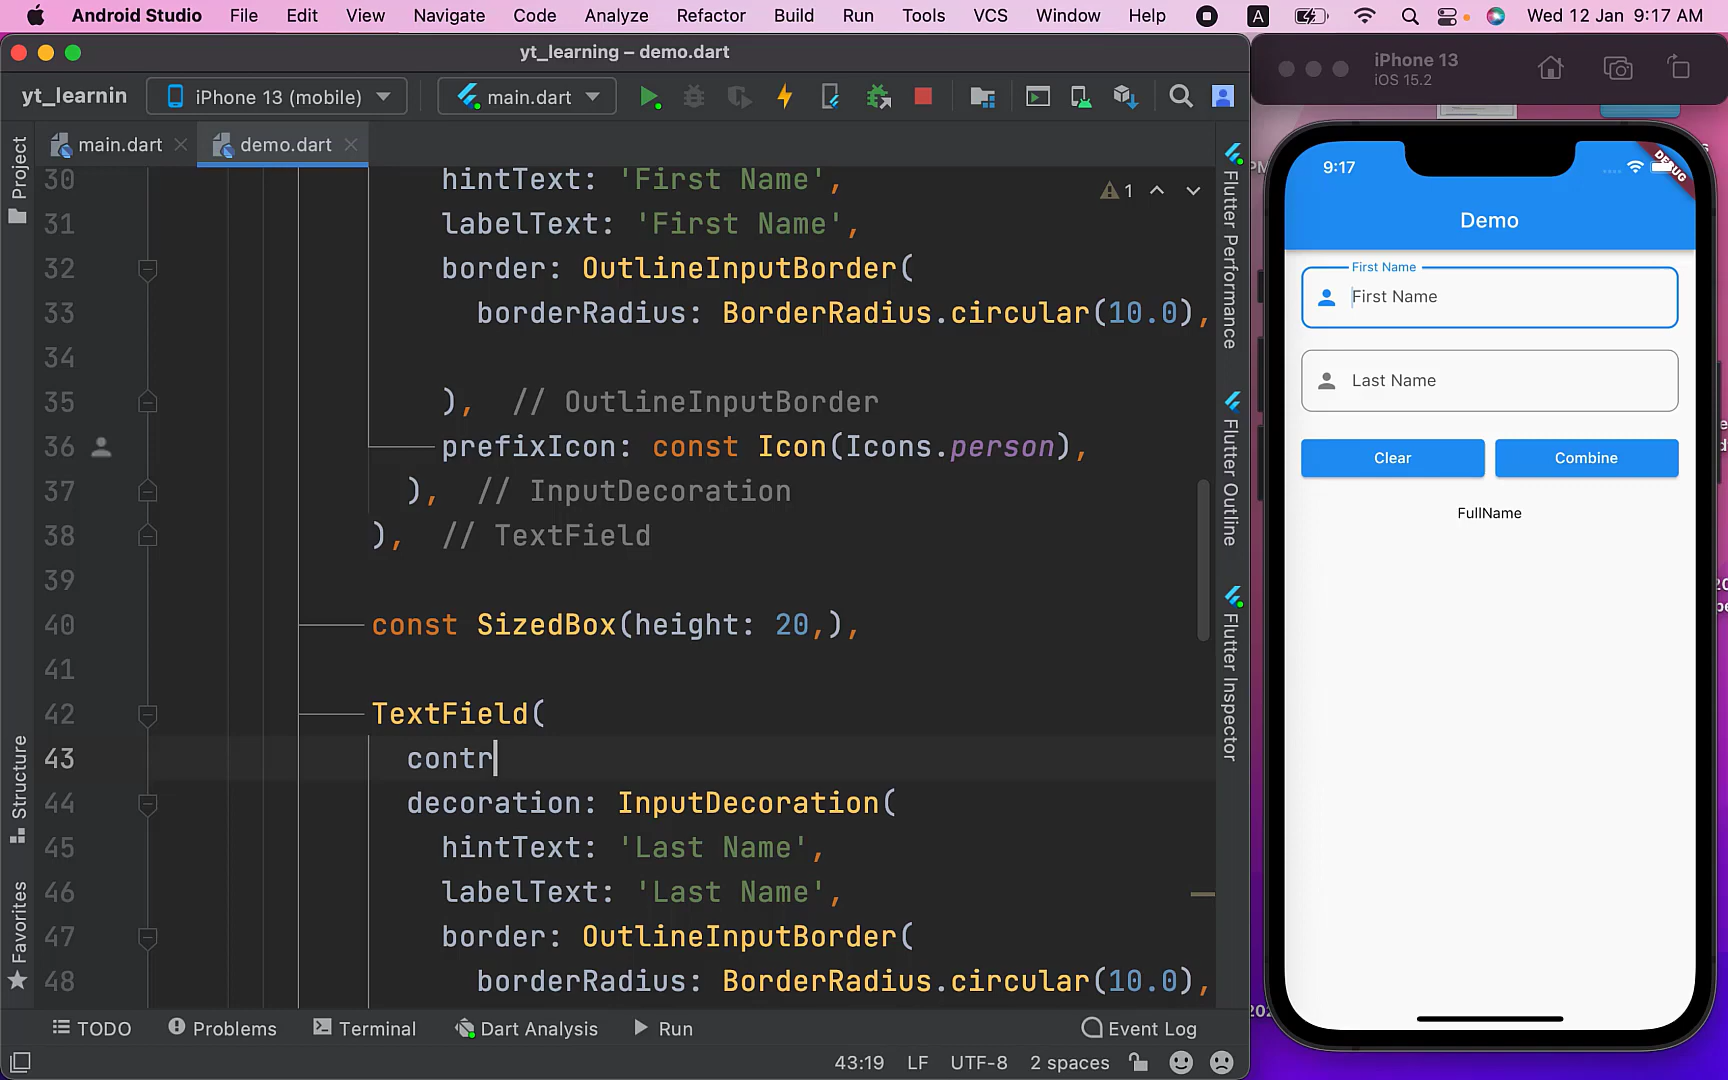 Android Studio File Edit View Navigate Code Analyze Refactor Build Run Tools VCS Window Help A Wed 12 Jan 9:17 AM
yt_learning – demo.dart
yt_learnin iPhone 13 (mobile) main.dart
main.dart demo.dart
Project
Structure
Favorites
30 hintText: 'First Name',
31 labelText: 'First Name',
32 border: OutlineInputBorder(
33 borderRadius: BorderRadius.circular(10.0),
34
35 ), // OutlineInputBorder
36 prefixIcon: const Icon(Icons.person),
37 ), // InputDecoration
38 ), // TextField
39
40 const SizedBox(height: 20,),
41
42 TextField(
43 contr
44 decoration: InputDecoration(
45 hintText: 'Last Name',
46 labelText: 'Last Name',
47 border: OutlineInputBorder(
48 borderRadius: BorderRadius.circular(10.0),
1
Flutter Performance
Flutter Outline
Flutter Inspector
TODO Problems Terminal Dart Analysis Run Event Log
43:19 LF UTF-8 2 spaces
iPhone 13
iOS 15.2
9:17
DEBUG
Demo
First Name
First Name
Last Name
Clear Combine
FullName